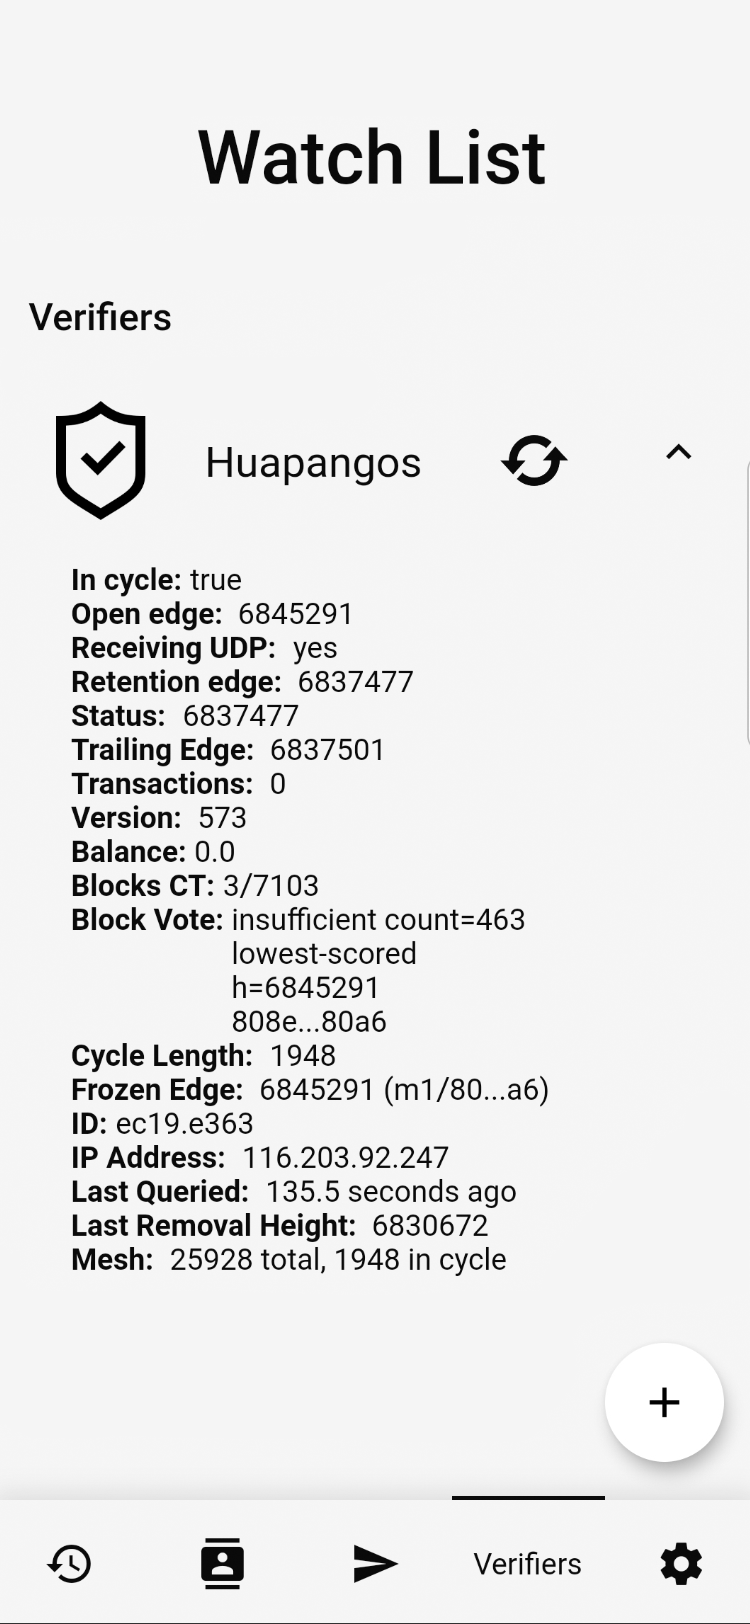 Watch List
Verifiers
Huapangos
In cycle: true
Open edge: 6845291
Receiving UDP: yes
Retention edge: 6837477
Status: 6837477
Trailing Edge: 6837501
Transactions: 0
Version: 573
Balance: 0.0
Blocks CT: 3/7103
Block Vote: insufficient count=463
lowest-scored
h=6845291
808e...80a6
Cycle Length: 1948
Frozen Edge: 6845291 (m1/80...a6)
ID: ec19.e363
IP Address: 116.203.92.247
Last Queried: 135.5 seconds ago
Last Removal Height: 6830672
Mesh: 25928 total, 1948 in cycle
Verifiers